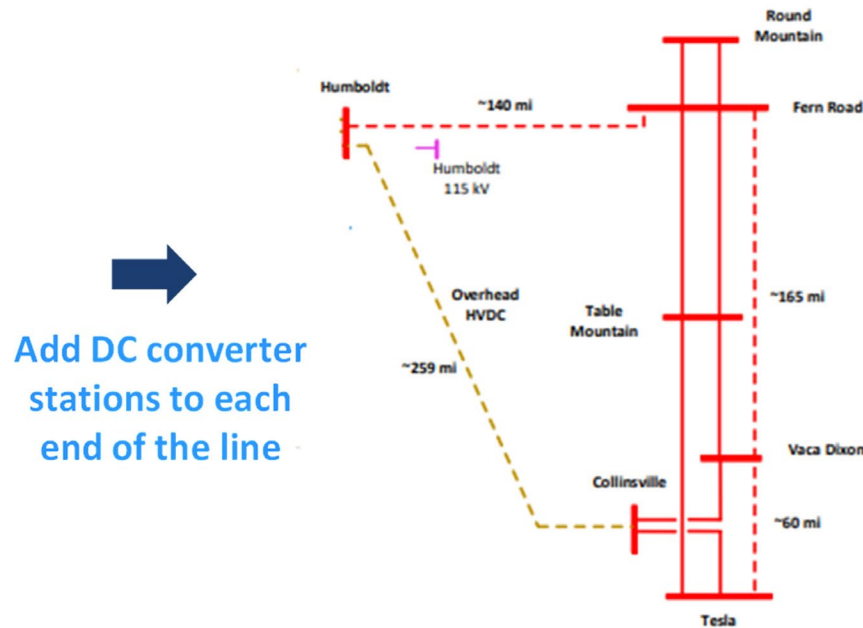 Round
Mountain
Humboldt
~140 mi
Fern Road
Humboldt
115 kV
Overhead
HVDC
Table
Mountain
~165 mi
Add DC converter
stations to each
end of the line
~259 mi
Vaca Dixon
Collinsville
~60 mi
Tesla